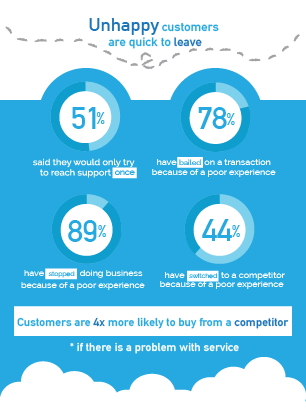 Unhappy customers
are quick to leave
51%
78%
said they would only try
to reach support once
have bailed on a transaction
because of a poor experience
89%
44%
have stopped doing business
because of a poor experience
have switched to a competitor
because of a poor experience
Customers are 4x more likely to buy from a competitor
* if there is a problem with service